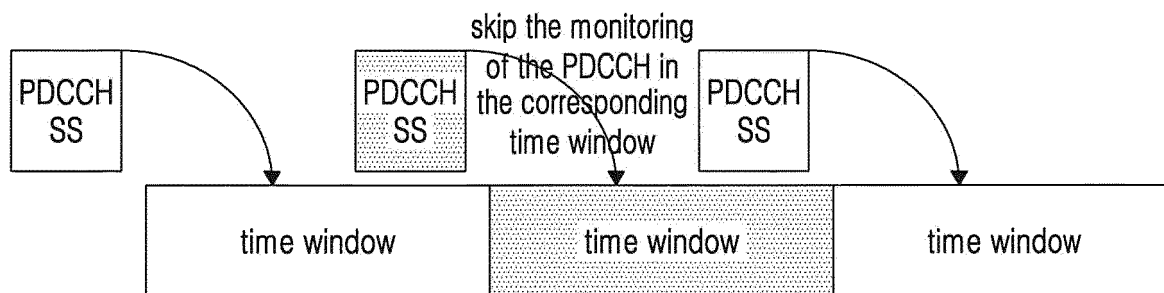 PDCCH
SS
PDCCH
SS
skip the monitoring
of the PDCCH in
the corresponding
time window
PDCCH
SS
time window
time window
time window